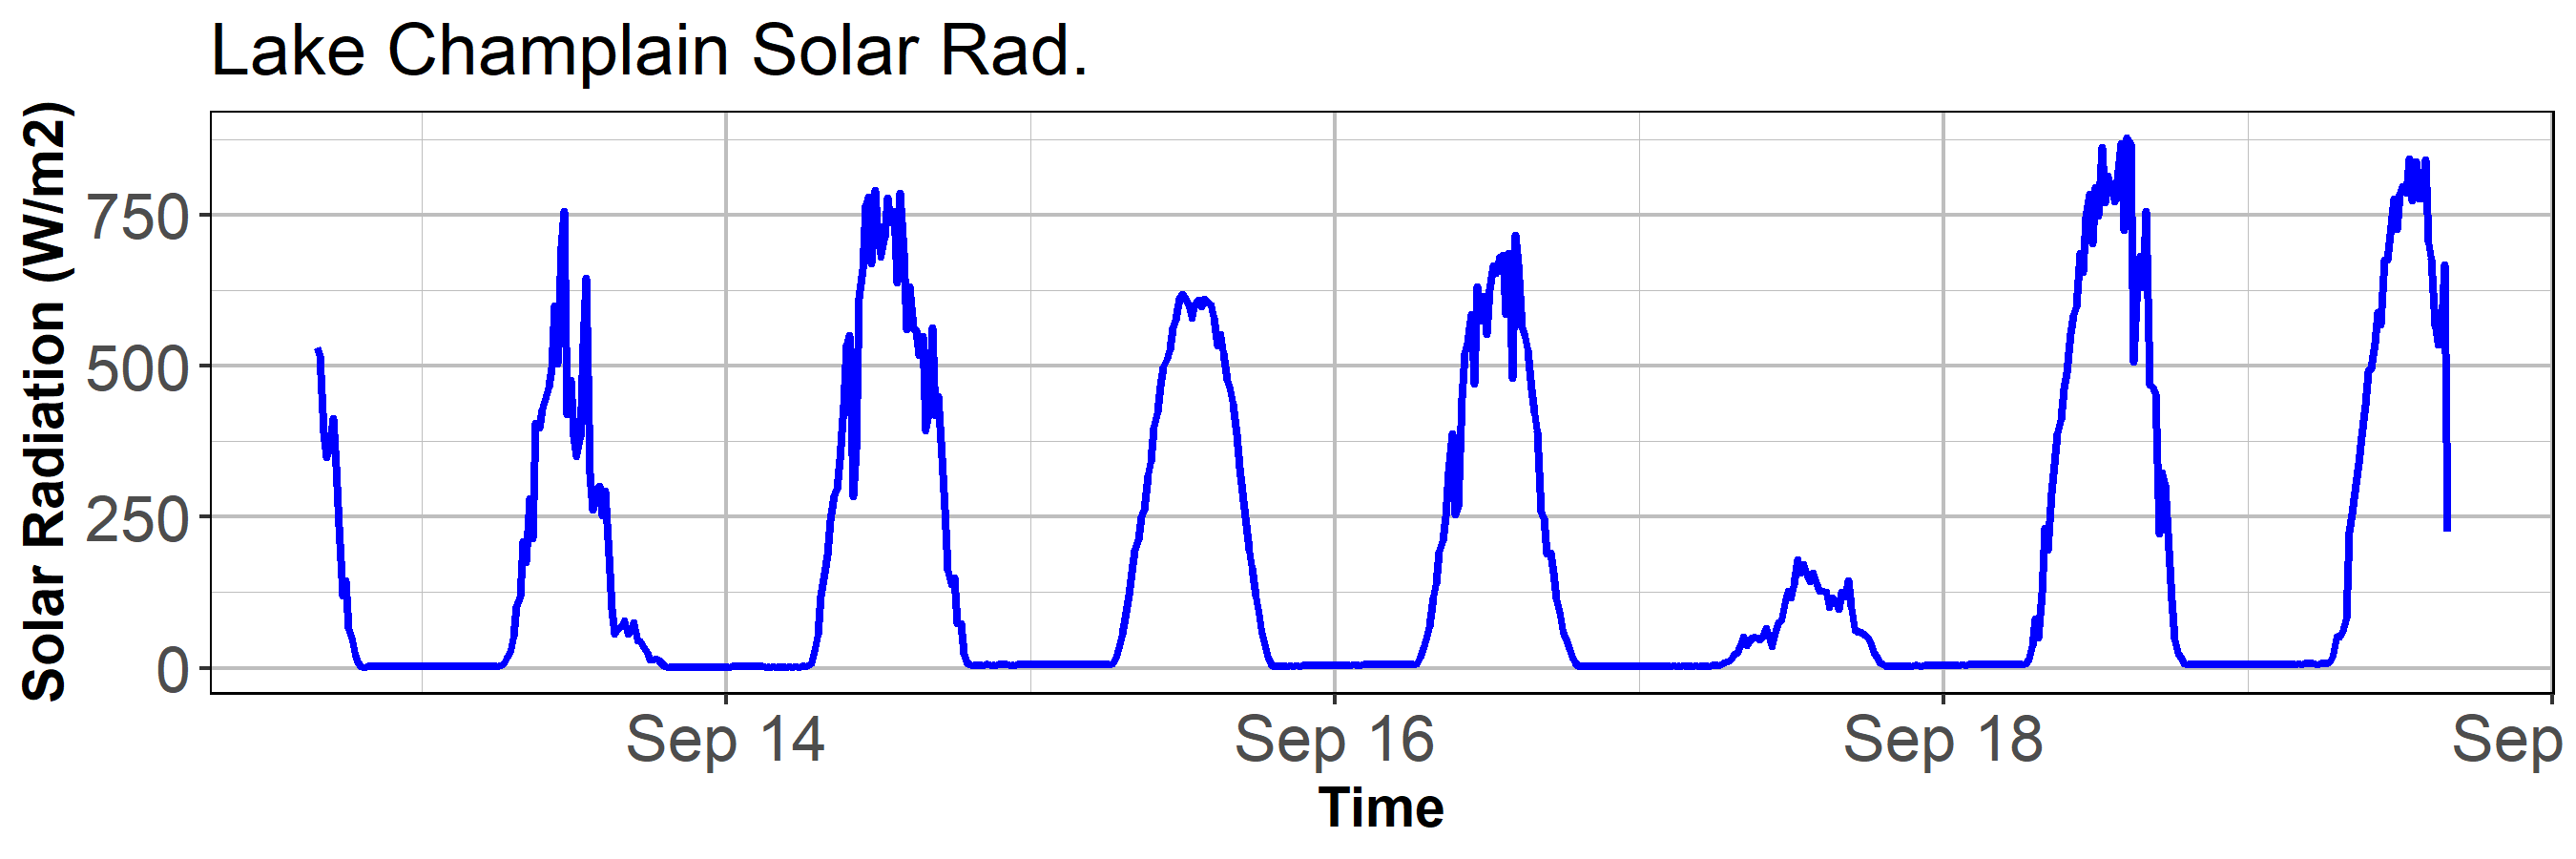 Lake Champlain Solar Rad.
Solar Radiation (W/m2)
750
500
250
0
Sep 14
Sep 16
Sep 18
Sep
Time